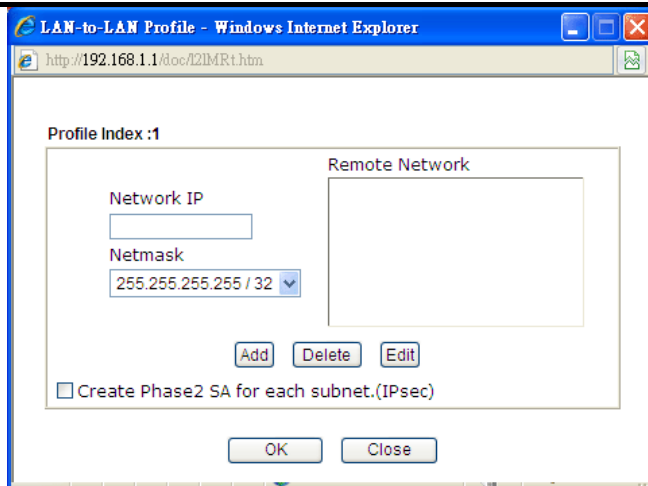 LAN-to-LAN Profile - Windows Internet Explorer
http://192.168.1.1/doc/l2lMRt.htm
Profile Index :1
Remote Network
Network IP
Netmask
255.255.255.255 / 32
Add Delete Edit
Create Phase2 SA for each subnet.(IPsec)
OK Close